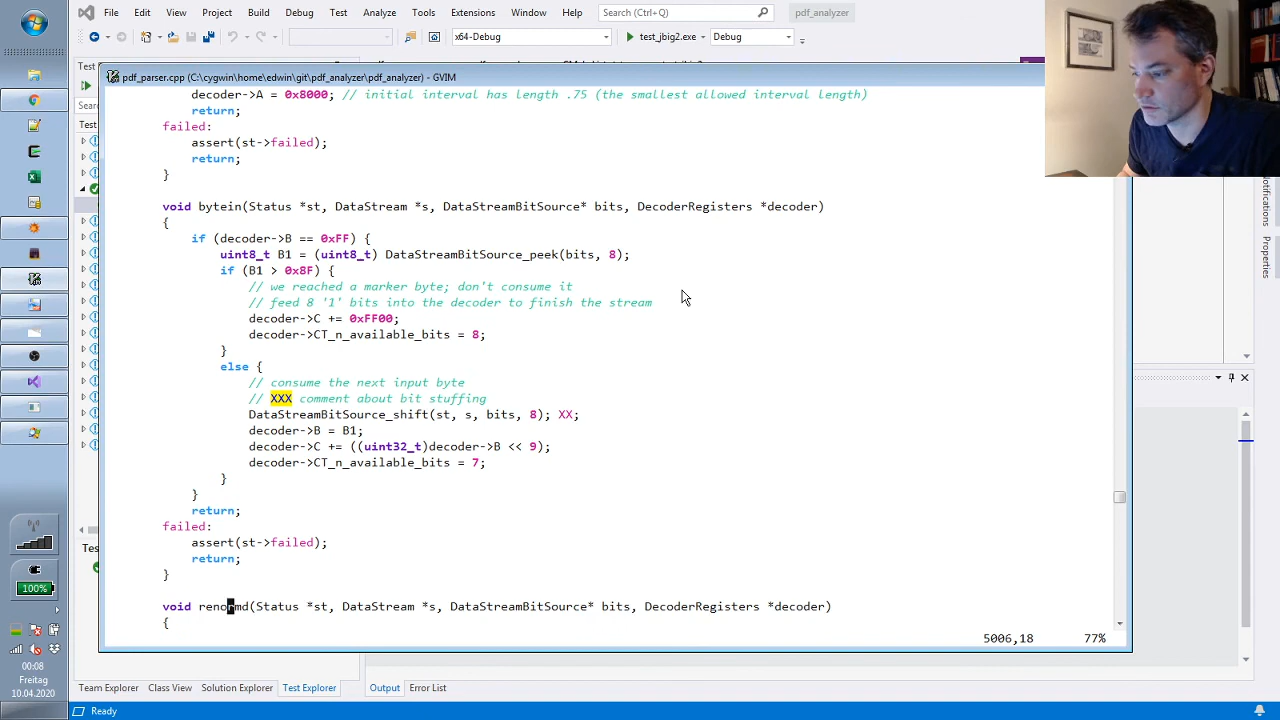 File Edit View Project Build Debug Test Analyze Tools Extensions Window Help Search (Ctrl+Q) pdf_analyzer
x64-Debug test_jbig2.exe Debug
pdf_parser.cpp (C:\cygwin\home\edwin\git\pdf_analyzer\pdf_analyzer) - GVIM
decoder->A = 0x8000; // initial interval has length .75 (the smallest allowed interval length)
return;
failed:
assert(st->failed);
return;
}
void bytein(Status *st, DataStream *s, DataStreamBitSource* bits, DecoderRegisters *decoder)
{
if (decoder->B == 0xFF) {
uint8_t B1 = (uint8_t) DataStreamBitSource_peek(bits, 8);
if (B1 > 0x8F) {
// we reached a marker byte; don't consume it
// feed 8 '1' bits into the decoder to finish the stream
decoder->C += 0xFF00;
decoder->CT_n_available_bits = 8;
}
else {
// consume the next input byte
// XXX comment about bit stuffing
DataStreamBitSource_shift(st, s, bits, 8); XX;
decoder->B = B1;
decoder->C += ((uint32_t)decoder->B << 9);
decoder->CT_n_available_bits = 7;
}
}
return;
failed:
assert(st->failed);
return;
}
void renormd(Status *st, DataStream *s, DataStreamBitSource* bits, DecoderRegisters *decoder)
{
5006,18 77%
Notifications
Properties
Test
Sear
Test
Te
100%
00:08
Freitag
10.04.2020
Team Explorer Class View Solution Explorer Test Explorer Output Error List
Ready